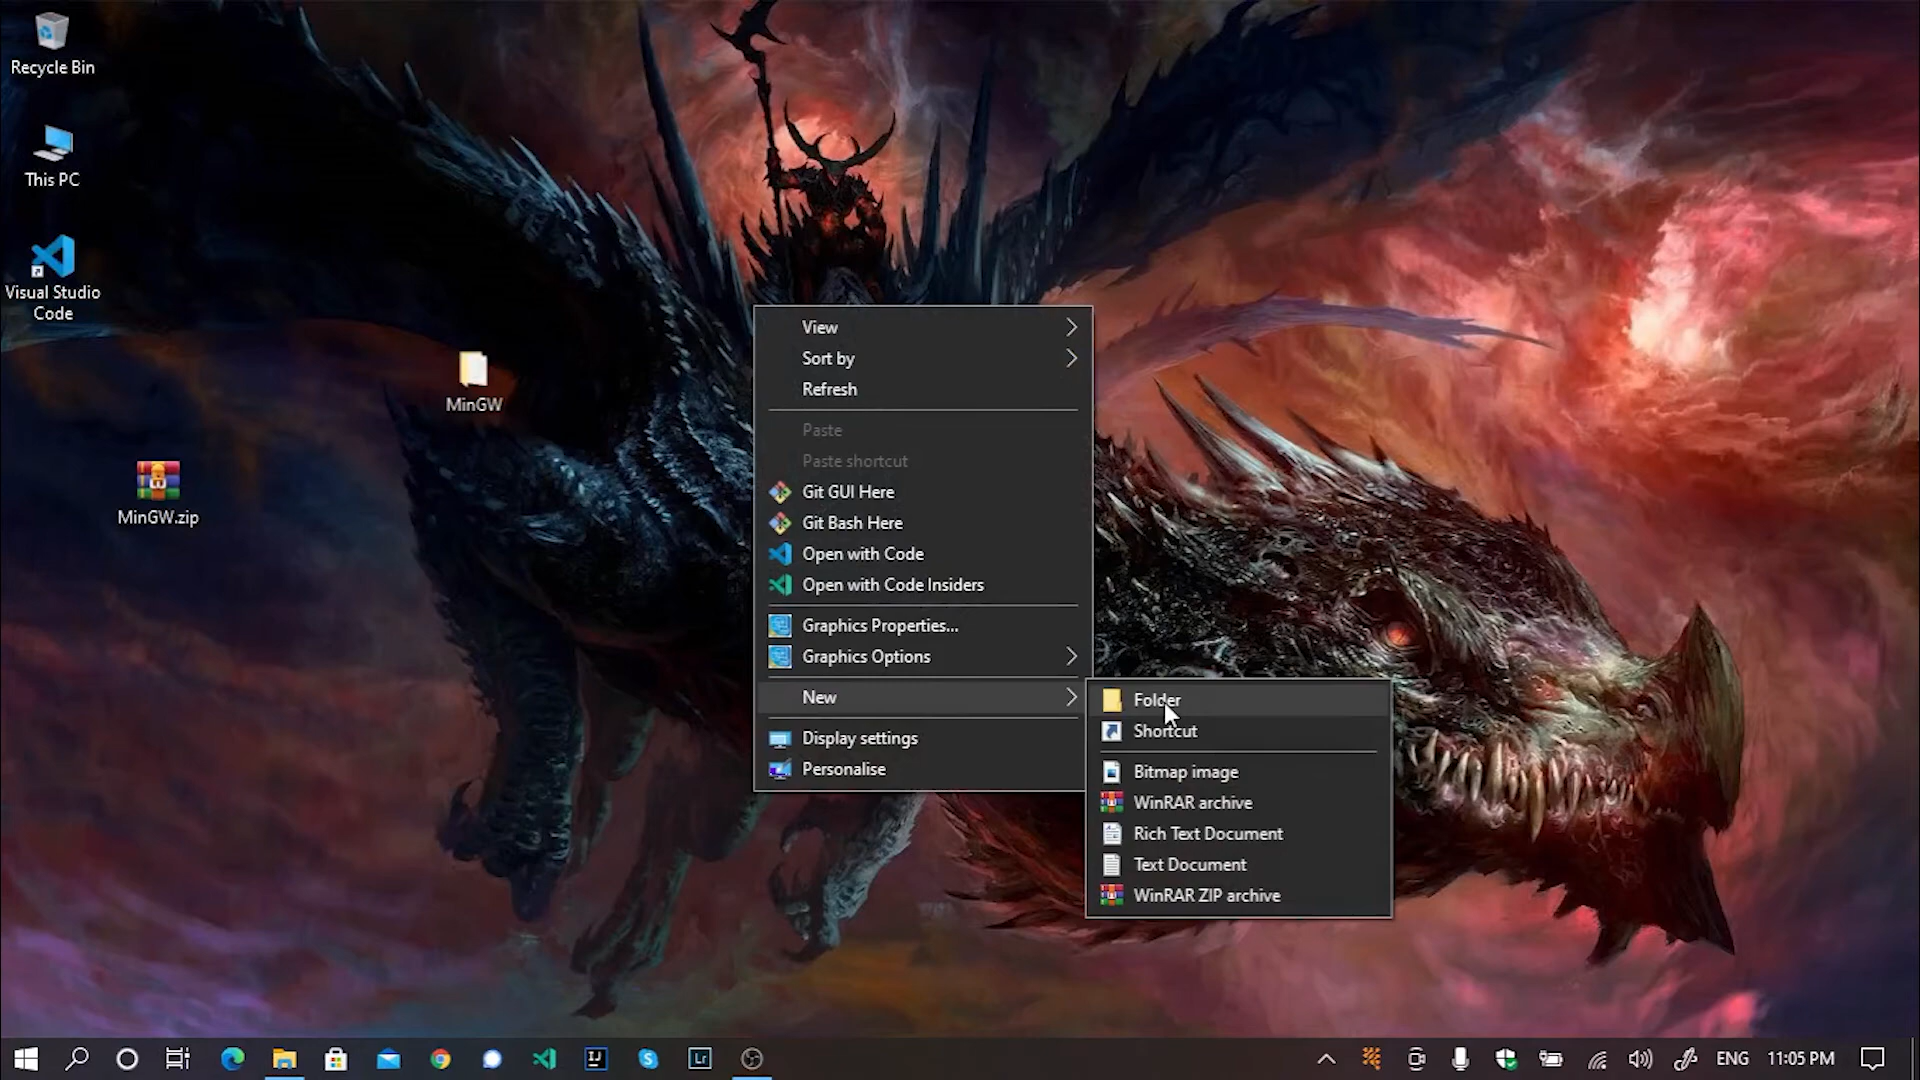 Recycle Bin
This PC
Visual Studio
Code
MinGW
MinGW.zip
View
Sort by
Refresh
Paste
Paste shortcut
Git GUI Here
Git Bash Here
Open with Code
Open with Code Insiders
Graphics Properties...
Graphics Options
New
Display settings
Personalise
Folder
Shortcut
Bitmap image
WinRAR archive
Rich Text Document
Text Document
WinRAR ZIP archive
IJ
Lr
ENG
11:05 PM